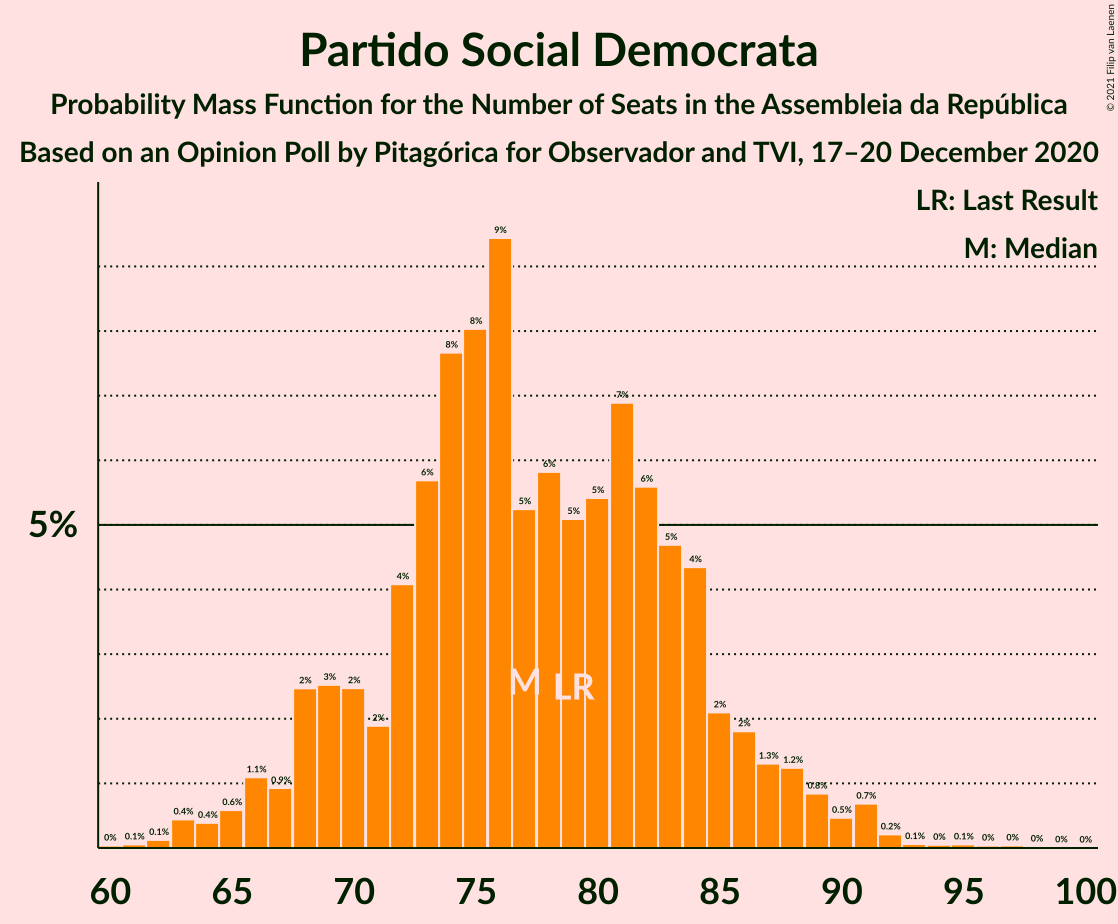 Partido Social Democrata
Probability Mass Function for the Number of Seats in the Assembleia da República
Based on an Opinion Poll by Pitagórica for Observador and TVI, 17–20 December 2020
© 2021 Filip van Laenen
LR: Last Result
M: Median
5%
0% 0.1% 0.1% 0.4% 0.4% 0.6% 1.1% 0.9% 2% 3% 2% 2% 4% 6% 8% 8% 9% 5% 6% 5% 5% 7% 6% 5% 4% 2% 2% 1.3% 1.2% 0.8% 0.5% 0.7% 0.2% 0.1% 0% 0.1% 0% 0% 0% 0% 0%
M LR
60 65 70 75 80 85 90 95 100